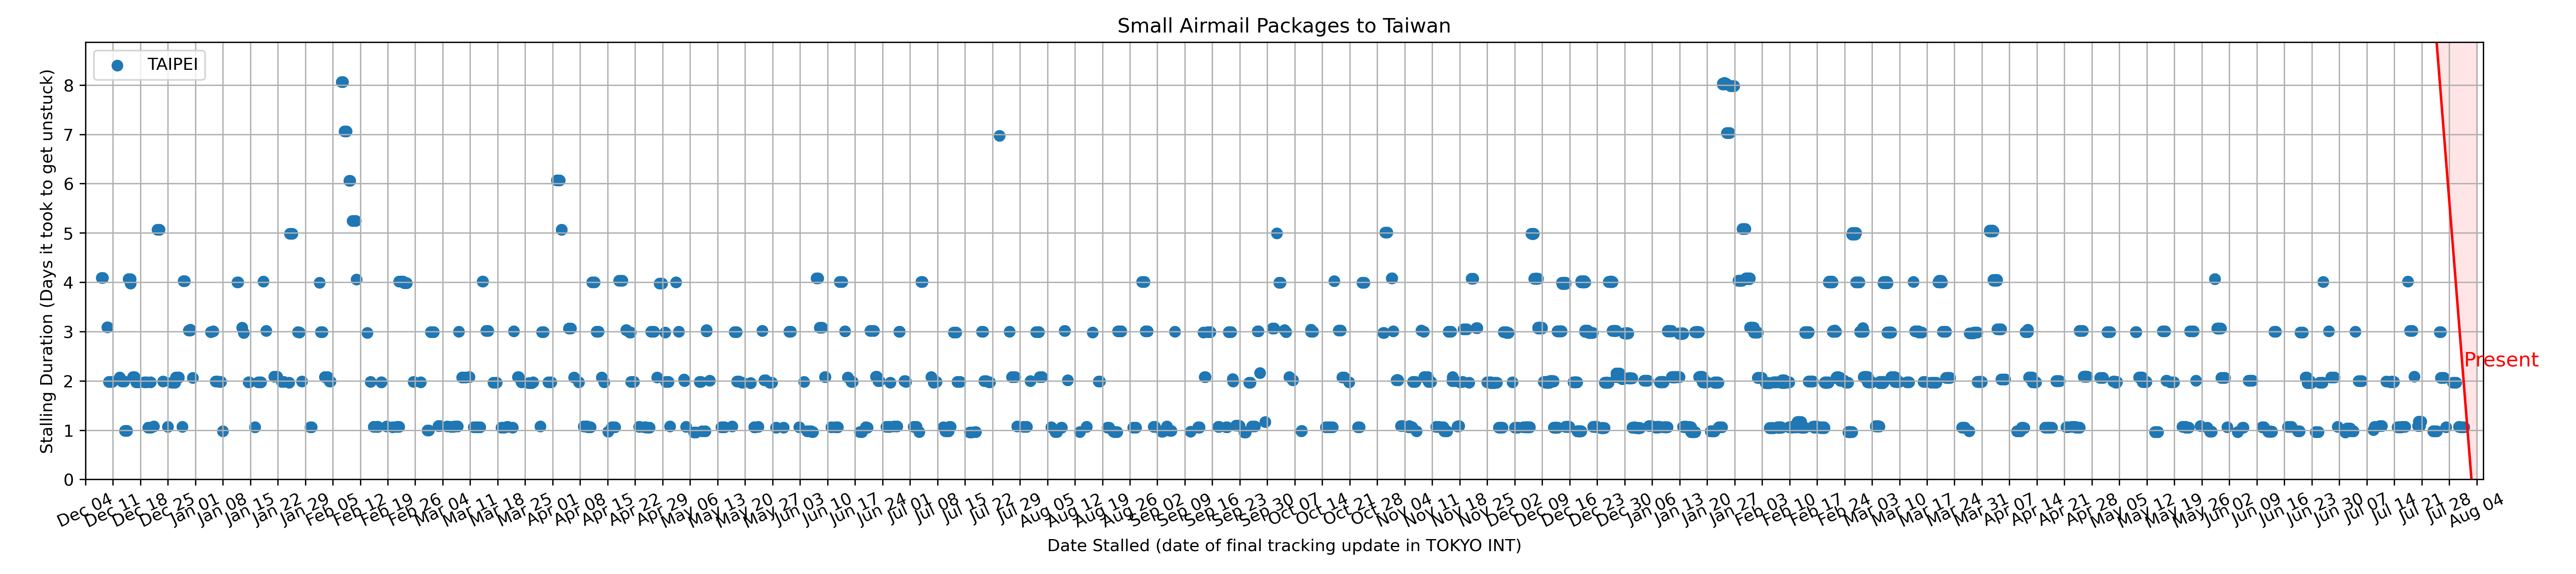 Small Airmail Packages to Taiwan
TAIPEI
Stalling Duration (Days it took to get unstuck)
8
7
6
5
4
3
2
1
0
Present
Dec 04
Dec 11
Dec 18
Dec 25
Jan 01
Jan 08
Jan 15
Jan 22
Jan 29
Feb 05
Feb 12
Feb 19
Feb 26
Mar 04
Mar 11
Mar 18
Mar 25
Apr 01
Apr 08
Apr 15
Apr 22
Apr 29
May 06
May 13
May 20
May 27
Jun 03
Jun 10
Jun 17
Jun 24
Jul 01
Jul 08
Jul 15
Jul 22
Jul 29
Aug 05
Aug 12
Aug 19
Aug 26
Sep 02
Sep 09
Sep 16
Sep 23
Sep 30
Oct 07
Oct 14
Oct 21
Oct 28
Nov 04
Nov 11
Nov 18
Nov 25
Dec 02
Dec 09
Dec 16
Dec 23
Dec 30
Jan 06
Jan 13
Jan 20
Jan 27
Feb 03
Feb 10
Feb 17
Feb 24
Mar 03
Mar 10
Mar 17
Mar 24
Mar 31
Apr 07
Apr 14
Apr 21
Apr 28
May 05
May 12
May 19
May 26
Jun 02
Jun 09
Jun 16
Jun 23
Jun 30
Jul 07
Jul 14
Jul 21
Jul 28
Aug 04
Date Stalled (date of final tracking update in TOKYO INT)